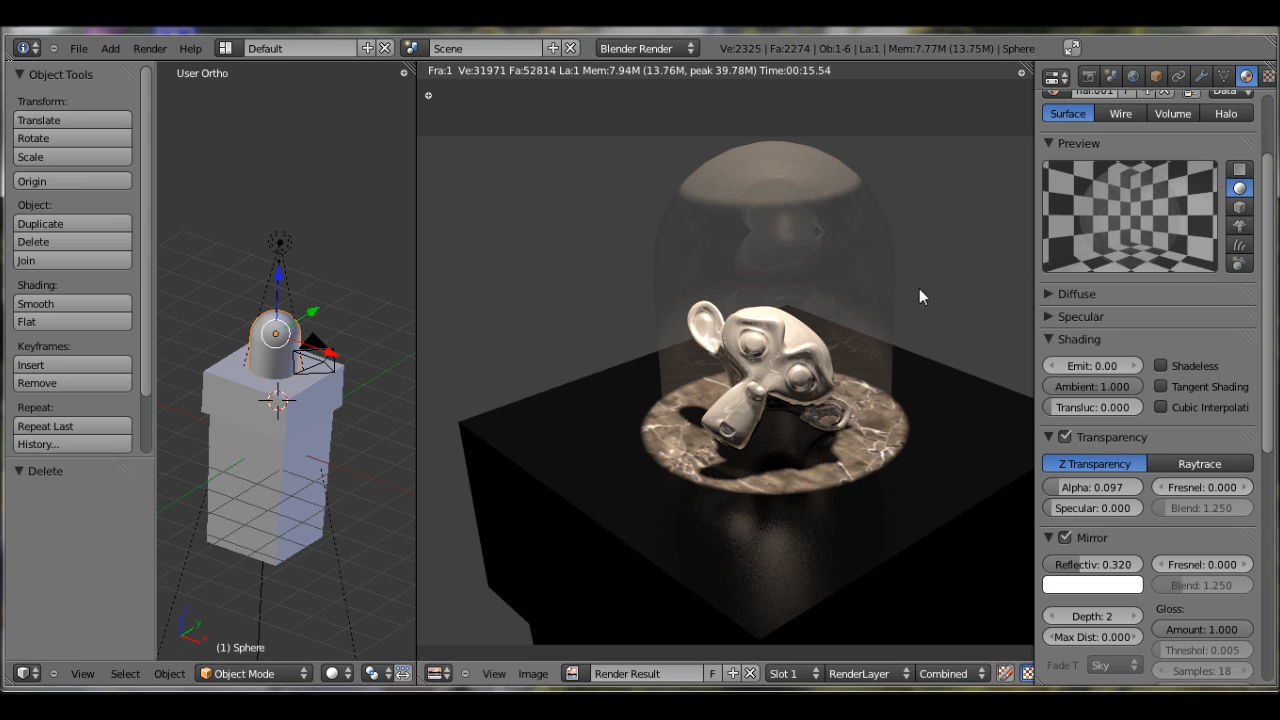 File Add Render Help Default Scene Blender Render Ve:2325 | Fa:2274 | Ob:1-6 | La:1 | Mem:7.77M (13.75M) | Sphere
Object Tools
Transform:
Translate
Rotate
Scale
Origin
Object:
Duplicate
Delete
Join
Shading:
Smooth
Flat
Keyframes:
Insert
Remove
Repeat:
Repeat Last
History...
Delete
User Ortho
(1) Sphere
View Select Object Object Mode
Fra:1 Ve:31971 Fa:52814 La:1 Mem:7.94M (13.76M, peak 39.78M) Time:00:15.54
View Image Render Result F Slot 1 RenderLayer Combined
Data
Surface Wire Volume Halo
Preview
Diffuse
Specular
Shading
Emit: 0.00 Shadeless
Ambient: 1.000 Tangent Shading
Transluc: 0.000 Cubic Interpolati
Transparency
Z Transparency Raytrace
Alpha: 0.097 Fresnel: 0.000
Specular: 0.000 Blend: 1.250
Mirror
Reflectiv: 0.320 Fresnel: 0.000
Blend: 1.250
Depth: 2 Gloss:
Amount: 1.000
Max Dist: 0.000 Threshol: 0.005
Fade T Sky Samples: 18